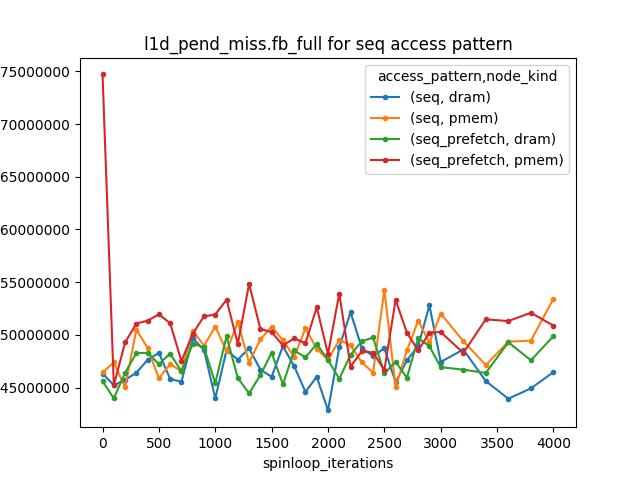 l1d_pend_miss.fb_full for seq access pattern
access_pattern,node_kind
(seq, dram)
(seq, pmem)
(seq_prefetch, dram)
(seq_prefetch, pmem)
75000000
70000000
65000000
60000000
55000000
50000000
45000000
0 500 1000 1500 2000 2500 3000 3500 4000
spinloop_iterations